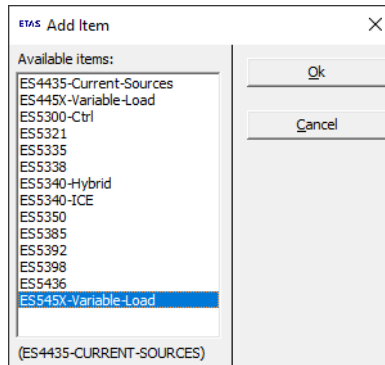 ETAS Add Item
Available items:
ES4435-Current-Sources
ES445X-Variable-Load
ES5300-Ctrl
ES5321
ES5335
ES5338
ES5340-Hybrid
ES5340-ICE
ES5350
ES5385
ES5392
ES5398
ES5436
ES545X-Variable-Load
(ES4435-CURRENT-SOURCES)
Ok
Cancel